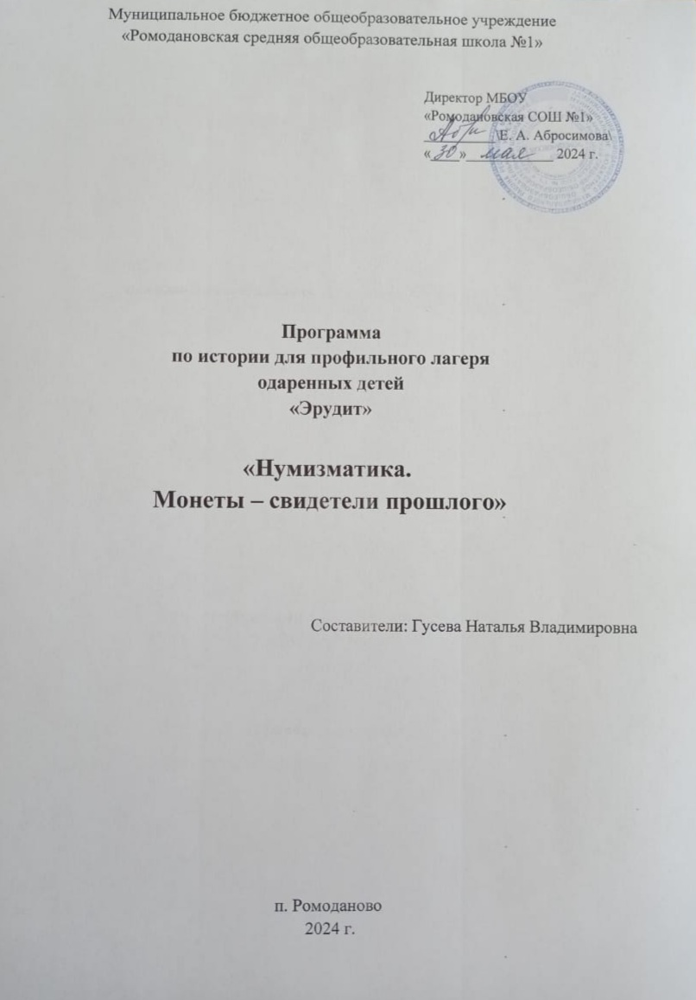 Муниципальное бюджетное общеобразовательное учреждение
«Ромодановская средняя общеобразовательная школа №1»
Директор МБОУ
«Ромодановская СОШ №1»
\Е. А. Абросимова\
«30» мая 2024 г.
Программа
по истории для профильного лагеря
одаренных детей
«Эрудит»
«Нумизматика.
Монеты – свидетели прошлого»
Составители: Гусева Наталья Владимировна
п. Ромоданово
2024 г.